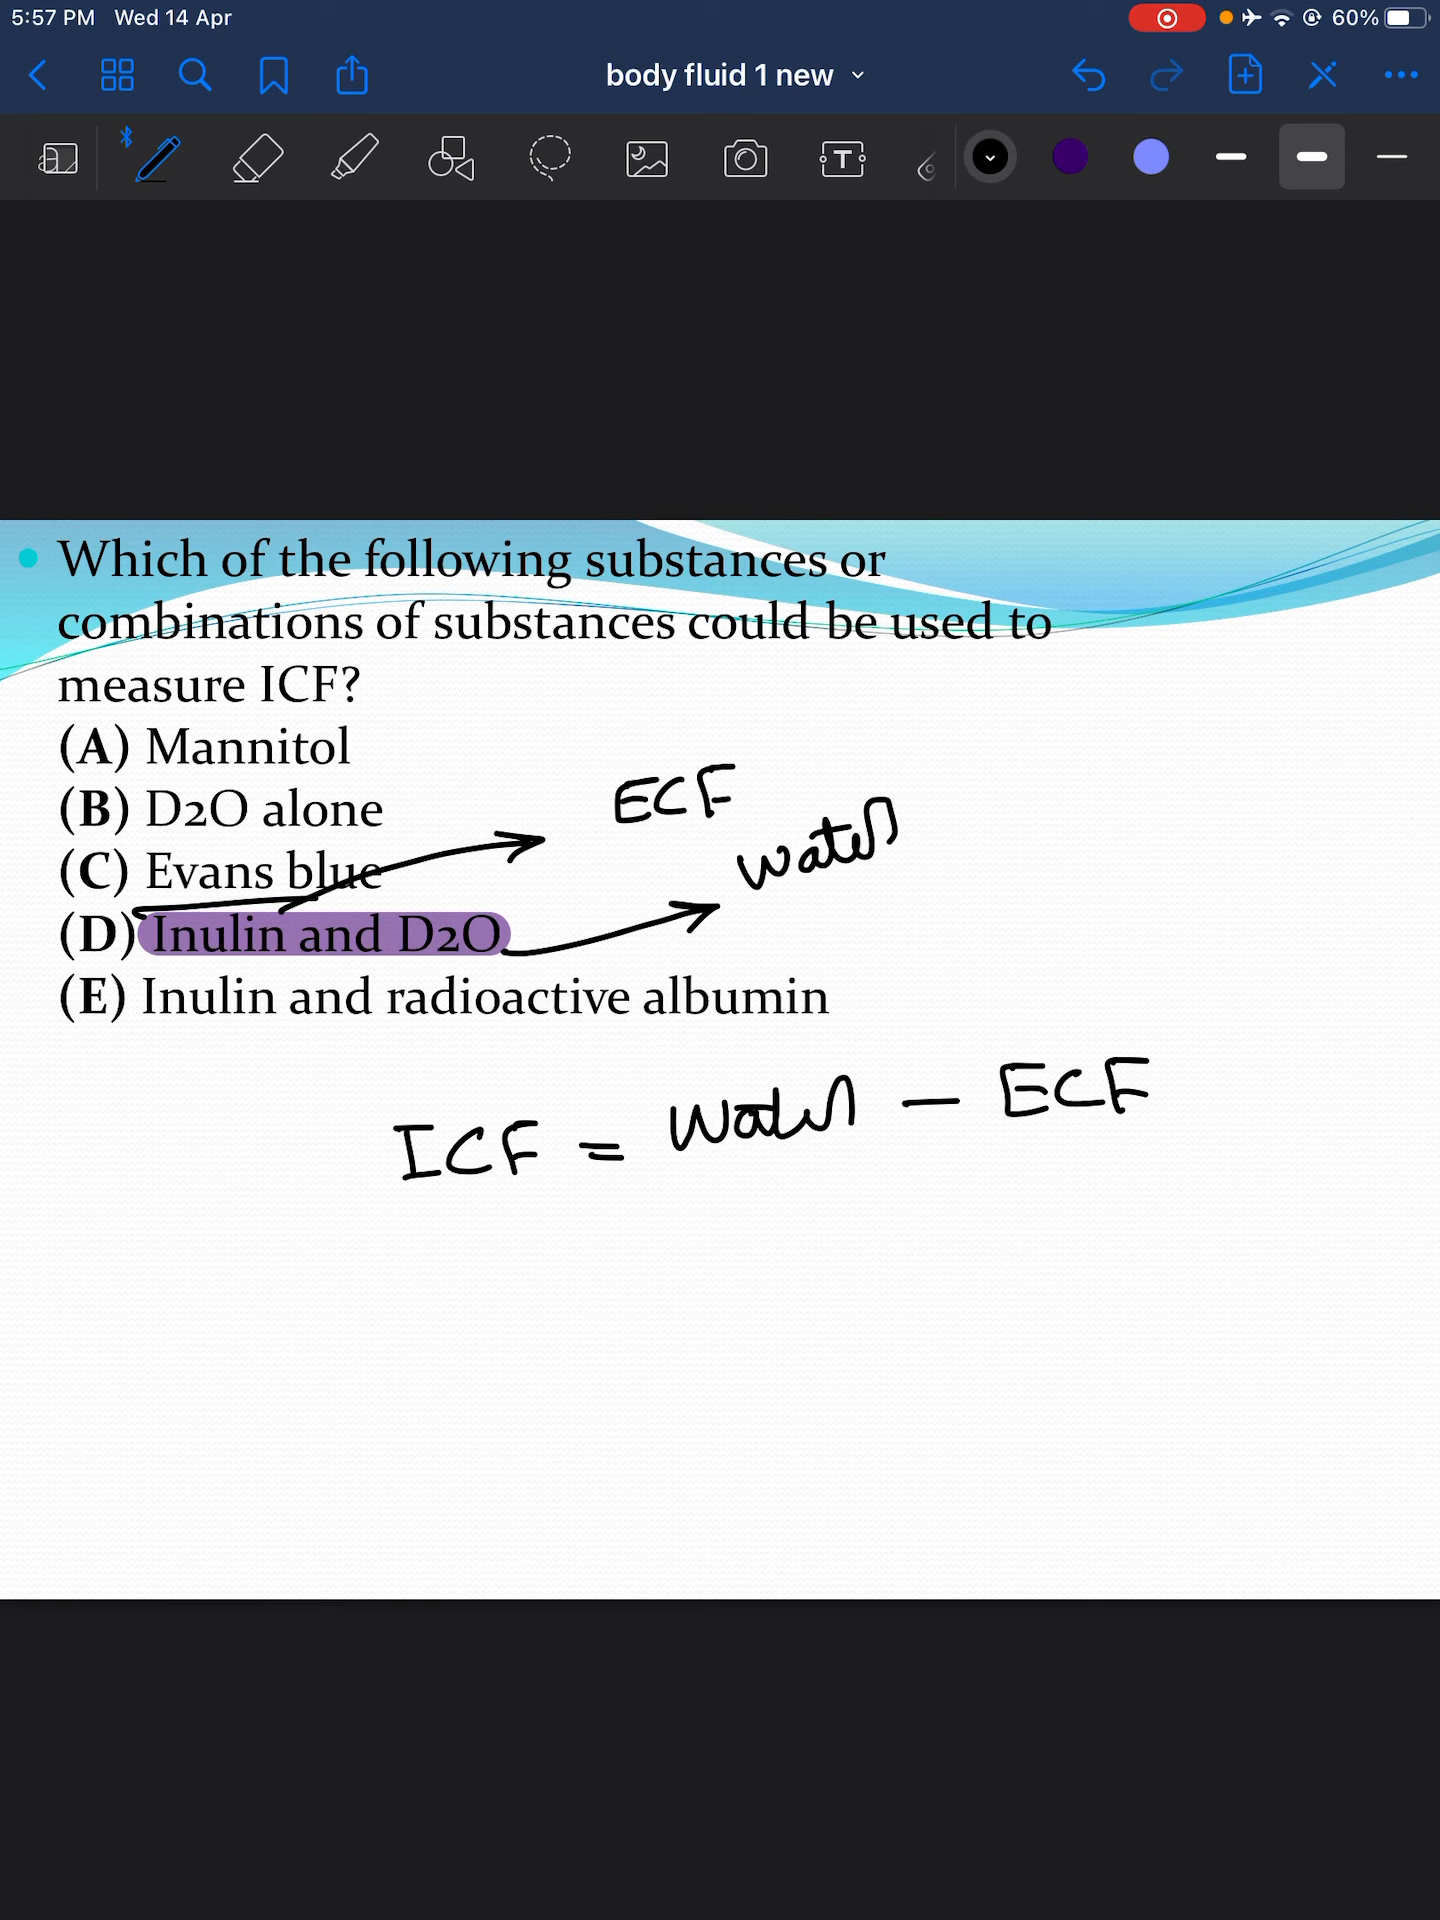 5:57 PM Wed 14 Apr 60%
body fluid 1 new
Which of the following substances or
combinations of substances could be used to
measure ICF?
(A) Mannitol
(B) D2O alone
(C) Evans blue
(D) Inulin and D2O
(E) Inulin and radioactive albumin
ECF
water
ICF = water - ECF